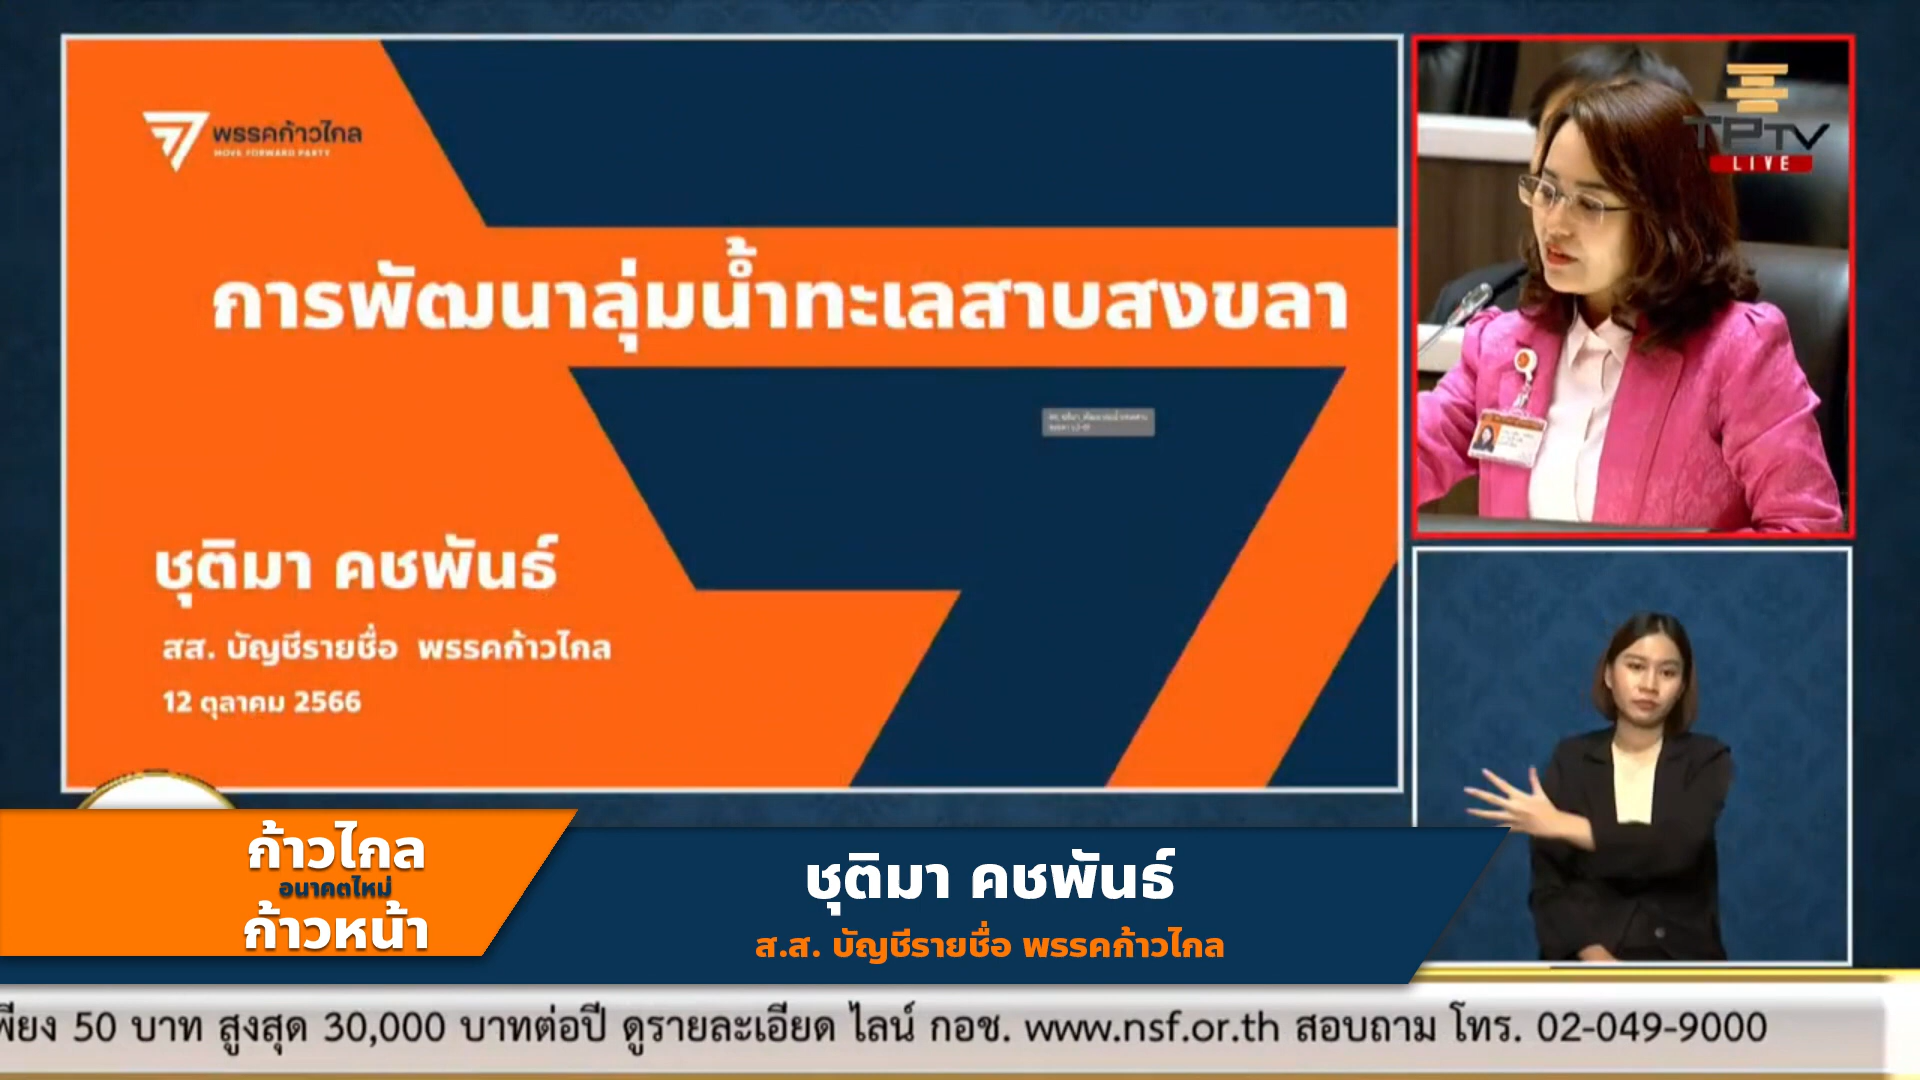 พรรคก้าวไกล
MOVE FORWARD PARTY
การพัฒนาลุ่มน้ำทะเลสาบสงขลา
ชุติมา คชพันธ์
สส. บัญชีรายชื่อ พรรคก้าวไกล
12 ตุลาคม 2566
TPTV
LIVE
ก้าวไกล
อนาคตใหม่
ก้าวหน้า
ชุติมา คชพันธ์
ส.ส. บัญชีรายชื่อ พรรคก้าวไกล
พียง 50 บาท สูงสุด 30,000 บาทต่อปี ดูรายละเอียด ไลน์ กอช. www.nsf.or.th สอบถาม โทร. 02-049-9000